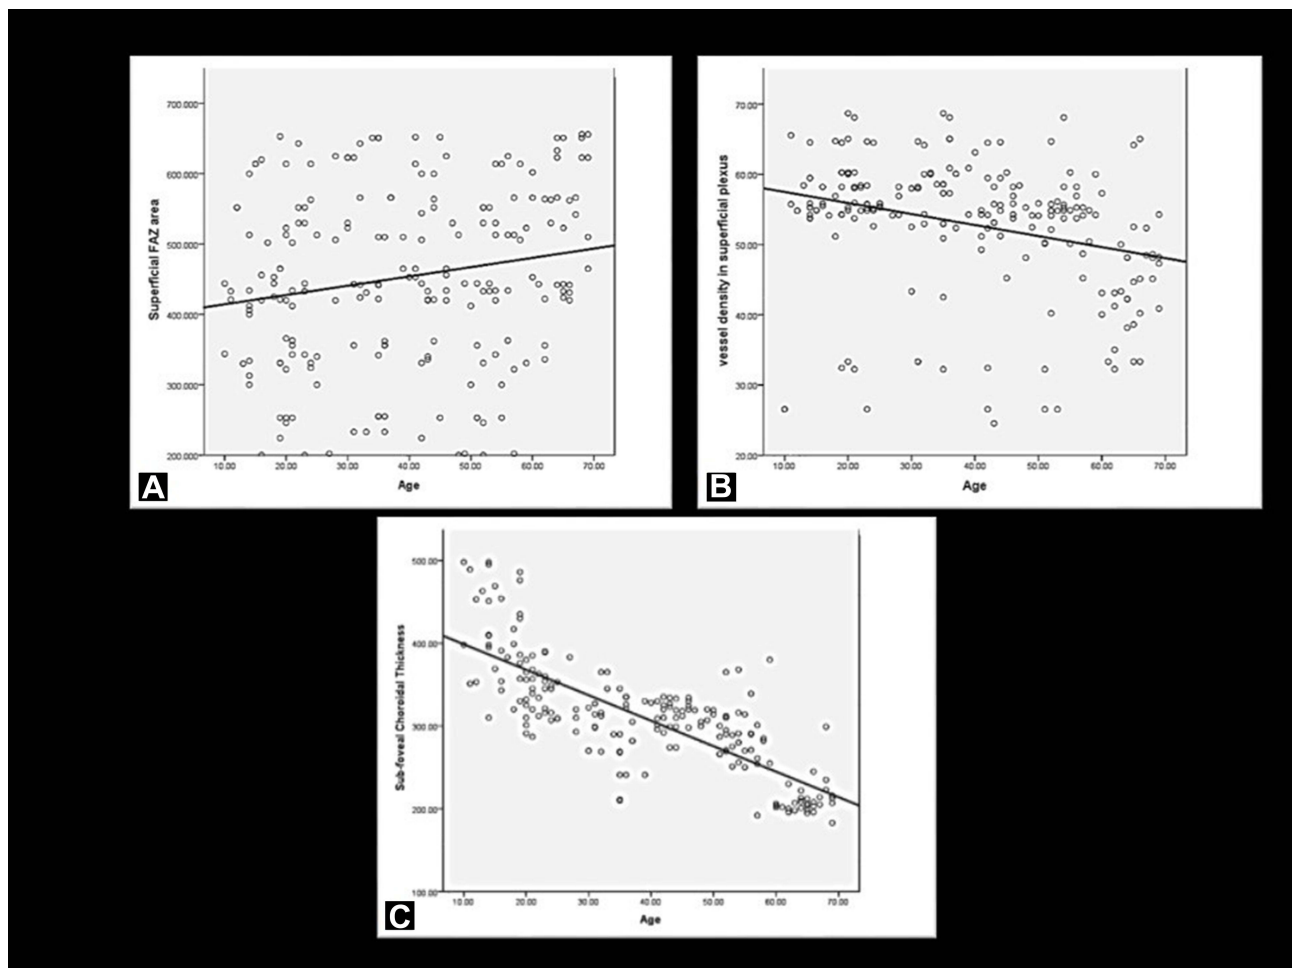 700.000
600.000
500.000
400.000
300.000
200.000
Superficial FAZ area
10.00 20.00 30.00 40.00 50.00 60.00 70.00
Age
A
70.00
60.00
50.00
40.00
30.00
20.00
vessel density in superficial plexus
10.00 20.00 30.00 40.00 50.00 60.00 70.00
Age
B
500.00
400.00
300.00
200.00
100.00
Sub-foveal Choroidal Thickness
10.00 20.00 30.00 40.00 50.00 60.00 70.00
Age
C